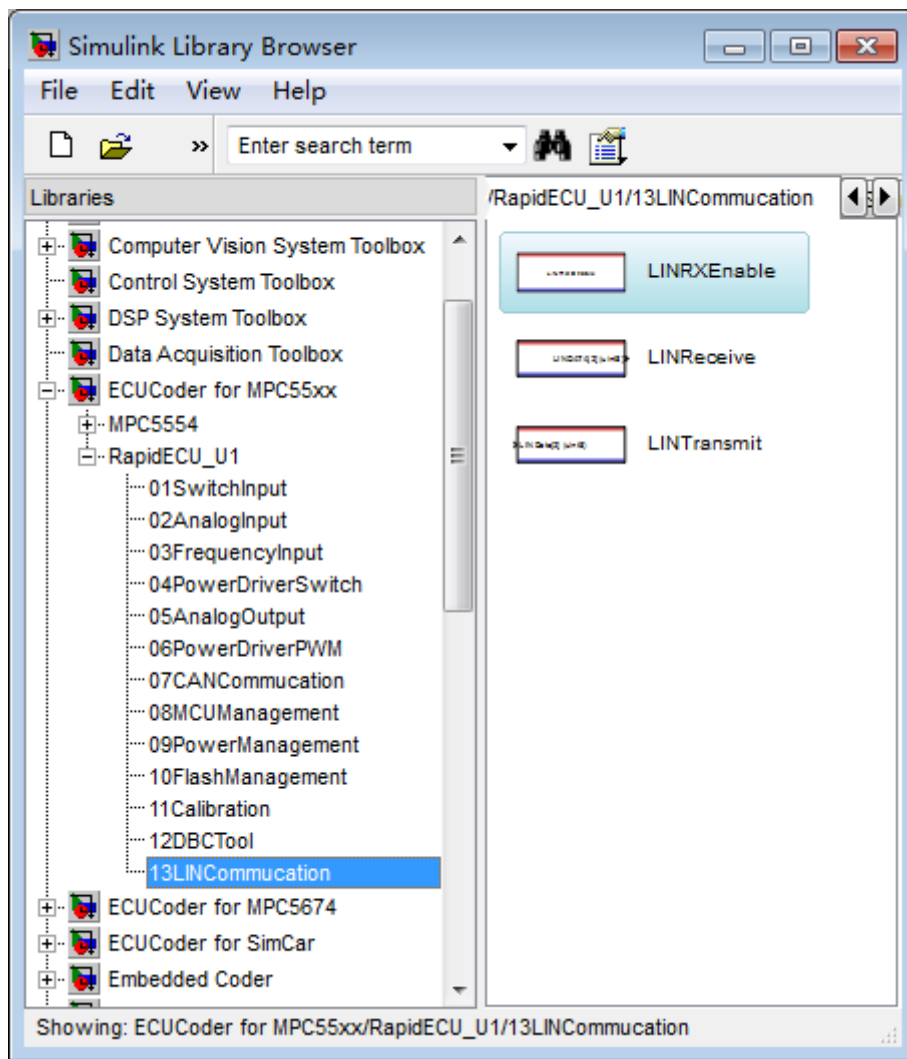 Simulink Library Browser
File Edit View Help
» Enter search term
Libraries
/RapidECU_U1/13LINCommucation
Computer Vision System Toolbox
Control System Toolbox
DSP System Toolbox
Data Acquisition Toolbox
ECUCoder for MPC55xx
MPC5554
RapidECU_U1
01SwitchInput
02AnalogInput
03FrequencyInput
04PowerDriverSwitch
05AnalogOutput
06PowerDriverPWM
07CANCommucation
08MCUManagement
09PowerManagement
10FlashManagement
11Calibration
12DBCTool
13LINCommucation
ECUCoder for MPC5674
ECUCoder for SimCar
Embedded Coder
LINRXEnable
LINReceive
LINTransmit
Showing: ECUCoder for MPC55xx/RapidECU_U1/13LINCommucation